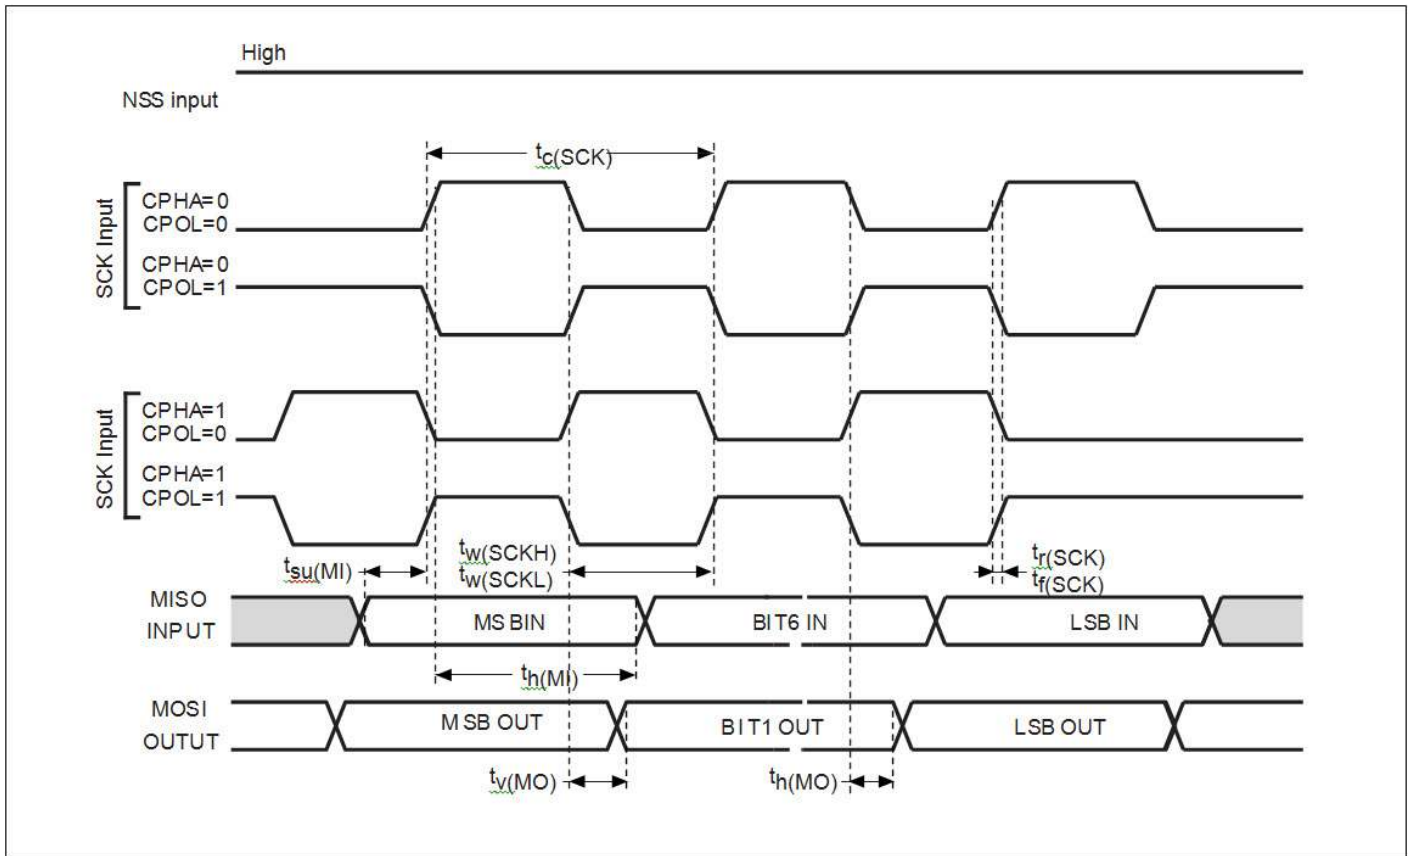 High
NSS input
tc(SCK)
SCK Input
CPHA=0
CPOL=0
CPHA=0
CPOL=1
SCK Input
CPHA=1
CPOL=0
CPHA=1
CPOL=1
tsu(MI)
tw(SCKH)
tw(SCKL)
tr(SCK)
tf(SCK)
MISO
INPUT
MS BIN
BIT6 IN
LSB IN
th(MI)
MOSI
OUTUT
MSB OUT
BIT1 OUT
LSB OUT
tv(MO)
th(MO)